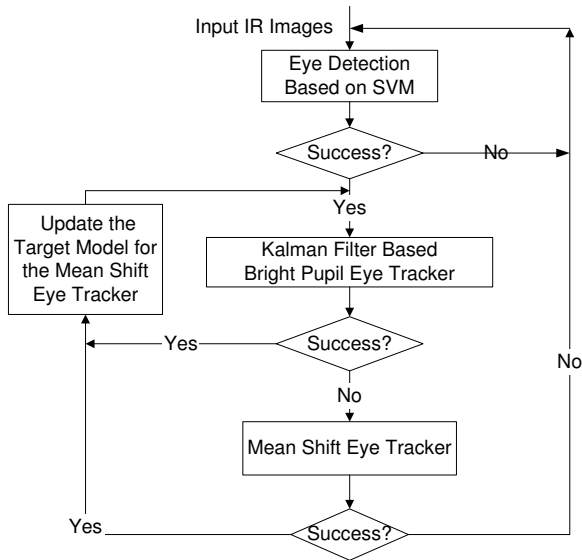 Input IR Images
Eye Detection
Based on SVM
Success?
No
Yes
Update the
Target Model for
the Mean Shift
Eye Tracker
Kalman Filter Based
Bright Pupil Eye Tracker
Yes
Success?
No
No
Mean Shift Eye Tracker
Yes
Success?